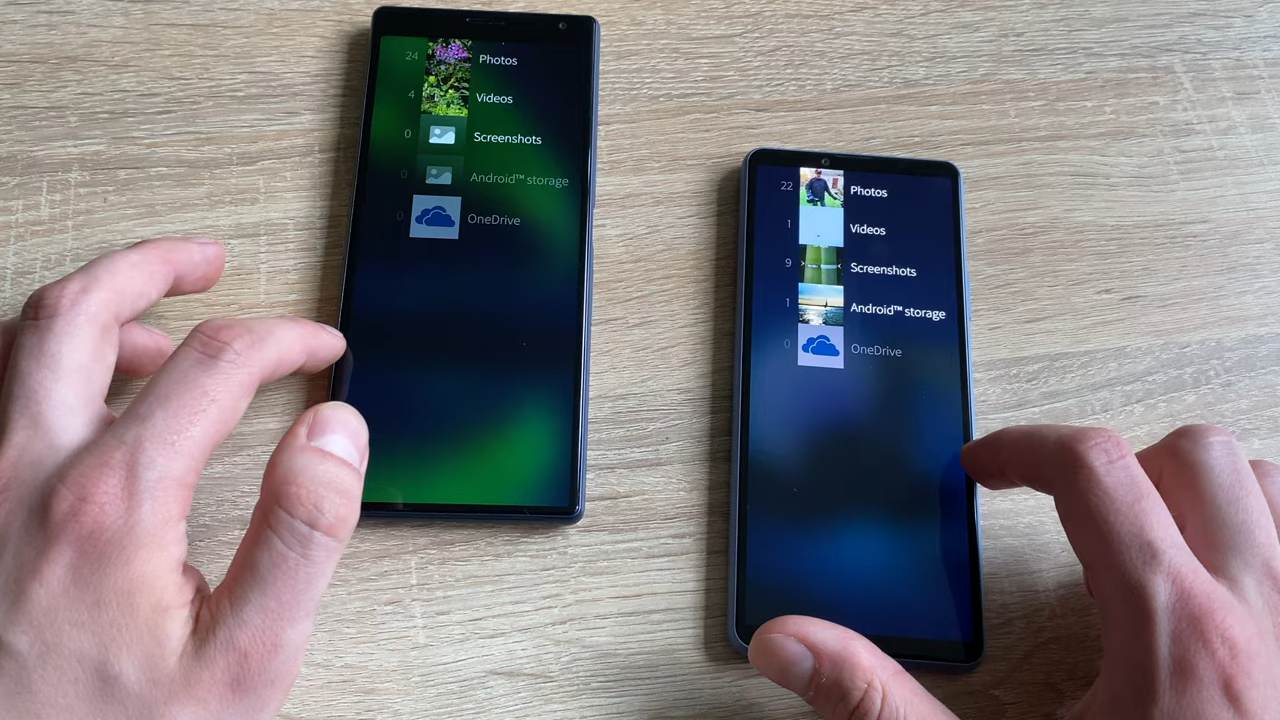 24 Photos
4 Videos
0 Screenshots
0 Android™ storage
0 OneDrive
22 Photos
1 Videos
9 Screenshots
1 Android™ storage
0 OneDrive